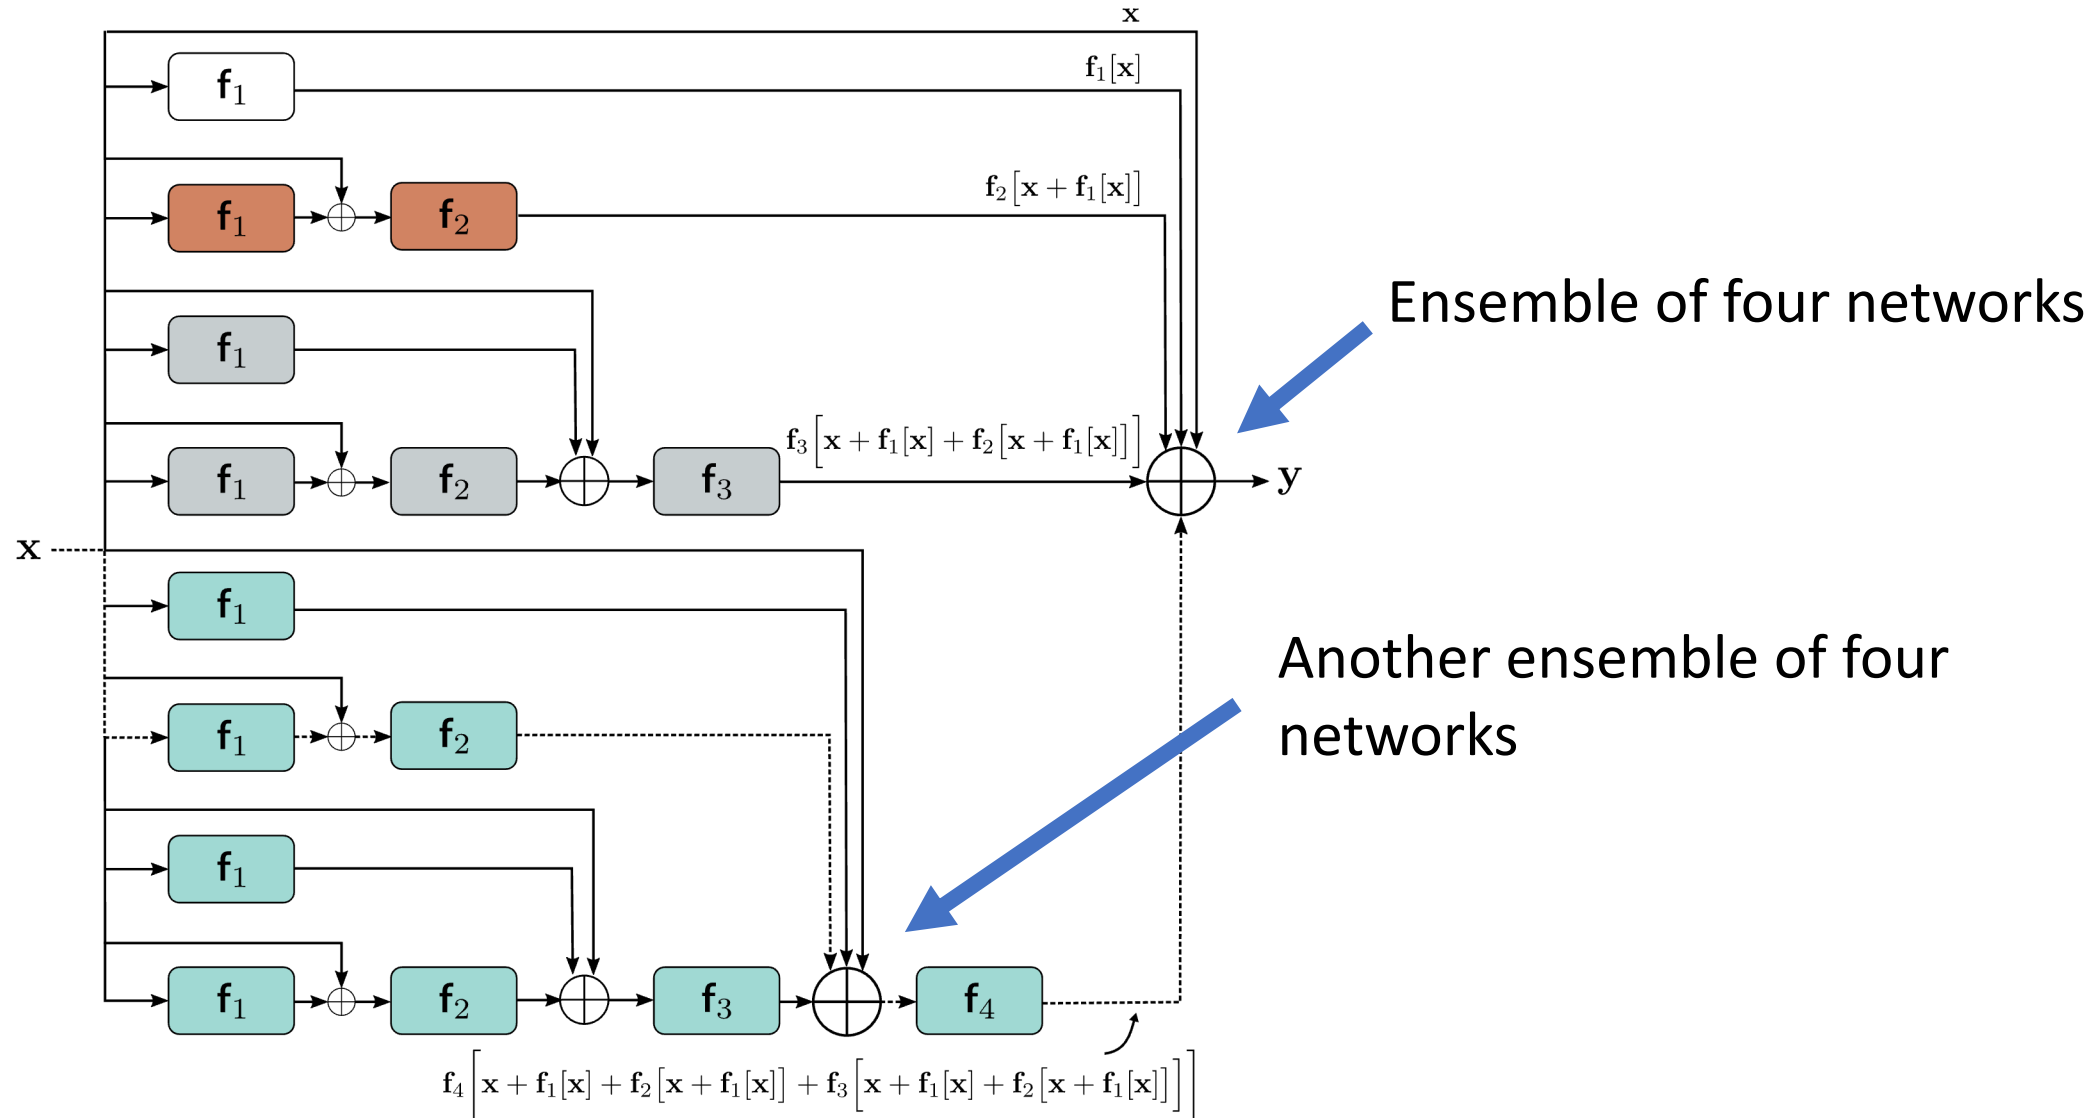 x
f₁[x]
f₁
f₂[x + f₁[x]]
f₁ f₂
Ensemble of four networks
f₁
f₃[x + f₁[x] + f₂[x + f₁[x]]]
f₁ f₂ f₃ y
x
f₁
Another ensemble of four
networks
f₁ f₂
f₁
f₁ f₂ f₃ f₄
f₄[x + f₁[x] + f₂[x + f₁[x]] + f₃[x + f₁[x] + f₂[x + f₁[x]]]]